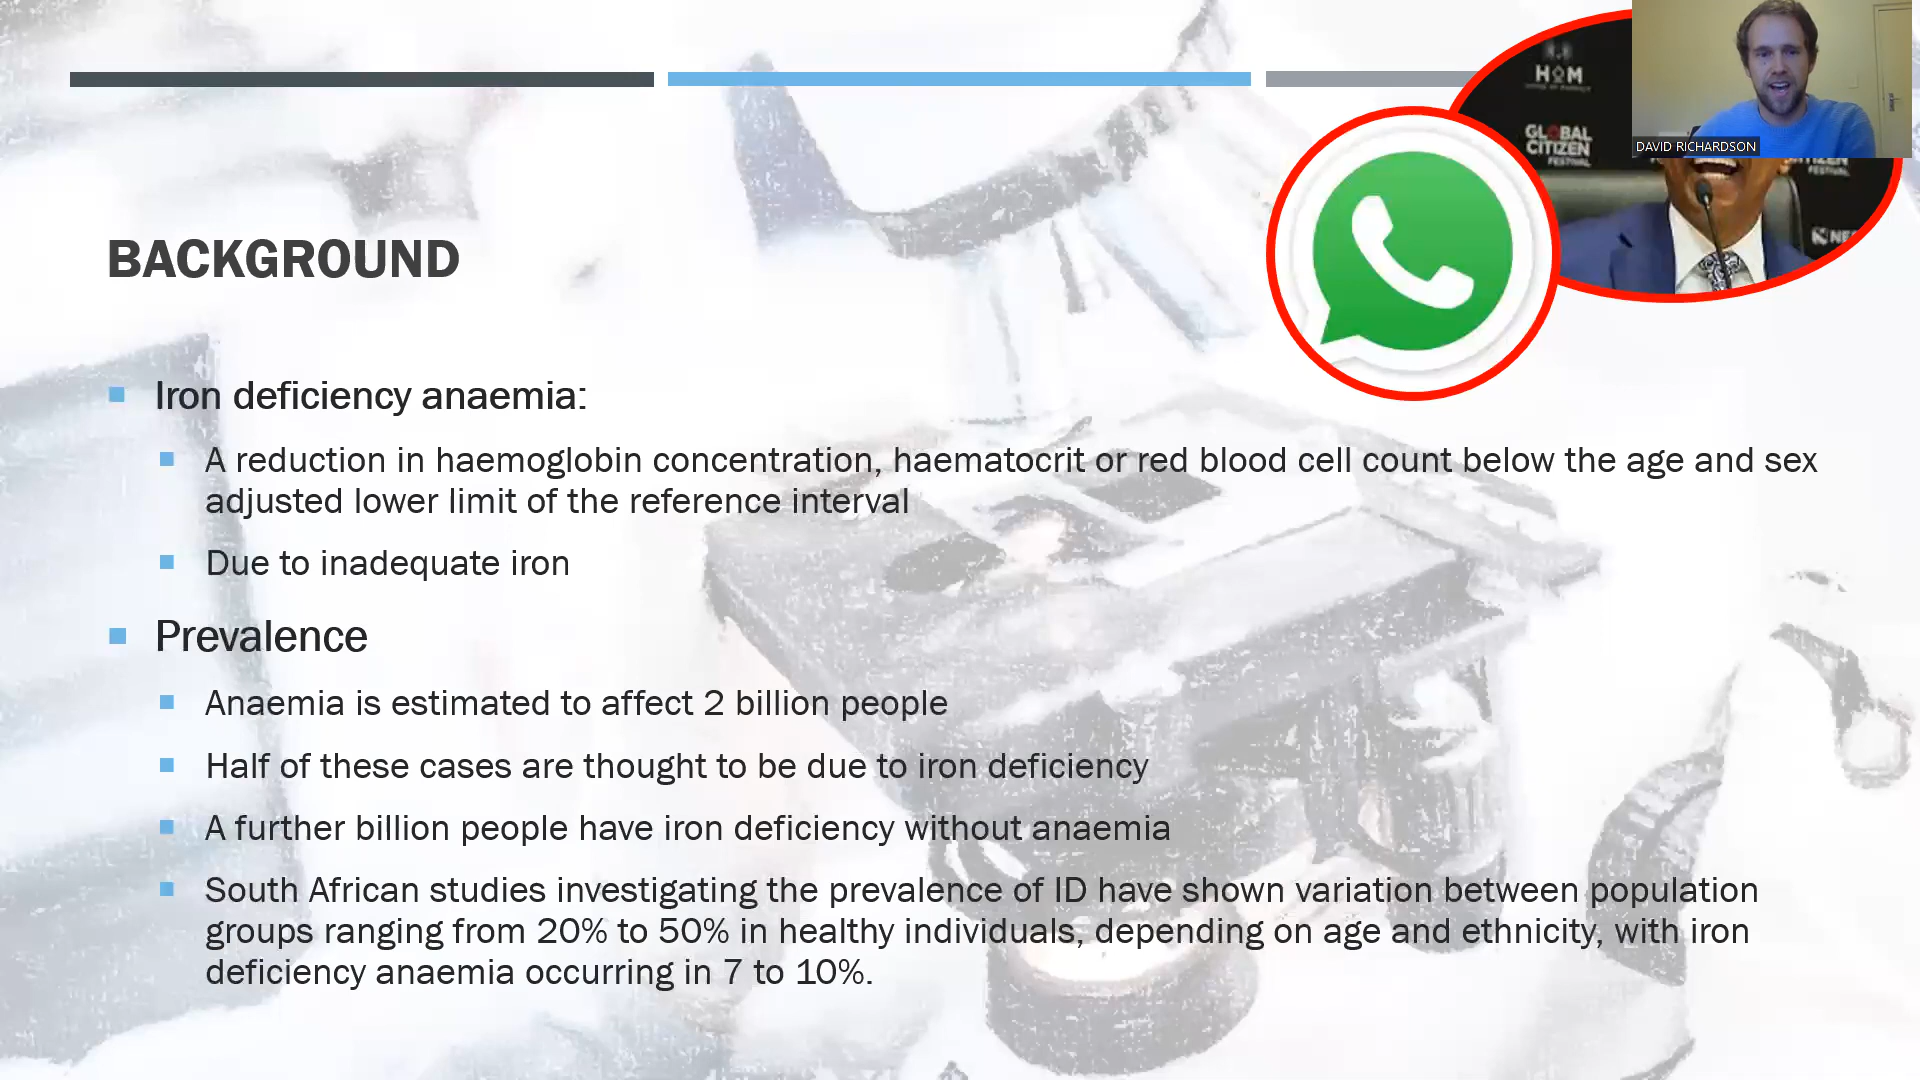 HOM
GLOBAL
CITIZEN
FESTIVAL
DAVID RICHARDSON
FESTIVAL
BACKGROUND
Iron deficiency anaemia:
A reduction in haemoglobin concentration, haematocrit or red blood cell count below the age and sex
adjusted lower limit of the reference interval
Due to inadequate iron
Prevalence
Anaemia is estimated to affect 2 billion people
Half of these cases are thought to be due to iron deficiency
A further billion people have iron deficiency without anaemia
South African studies investigating the prevalence of ID have shown variation between population
groups ranging from 20% to 50% in healthy individuals, depending on age and ethnicity, with iron
deficiency anaemia occurring in 7 to 10%.